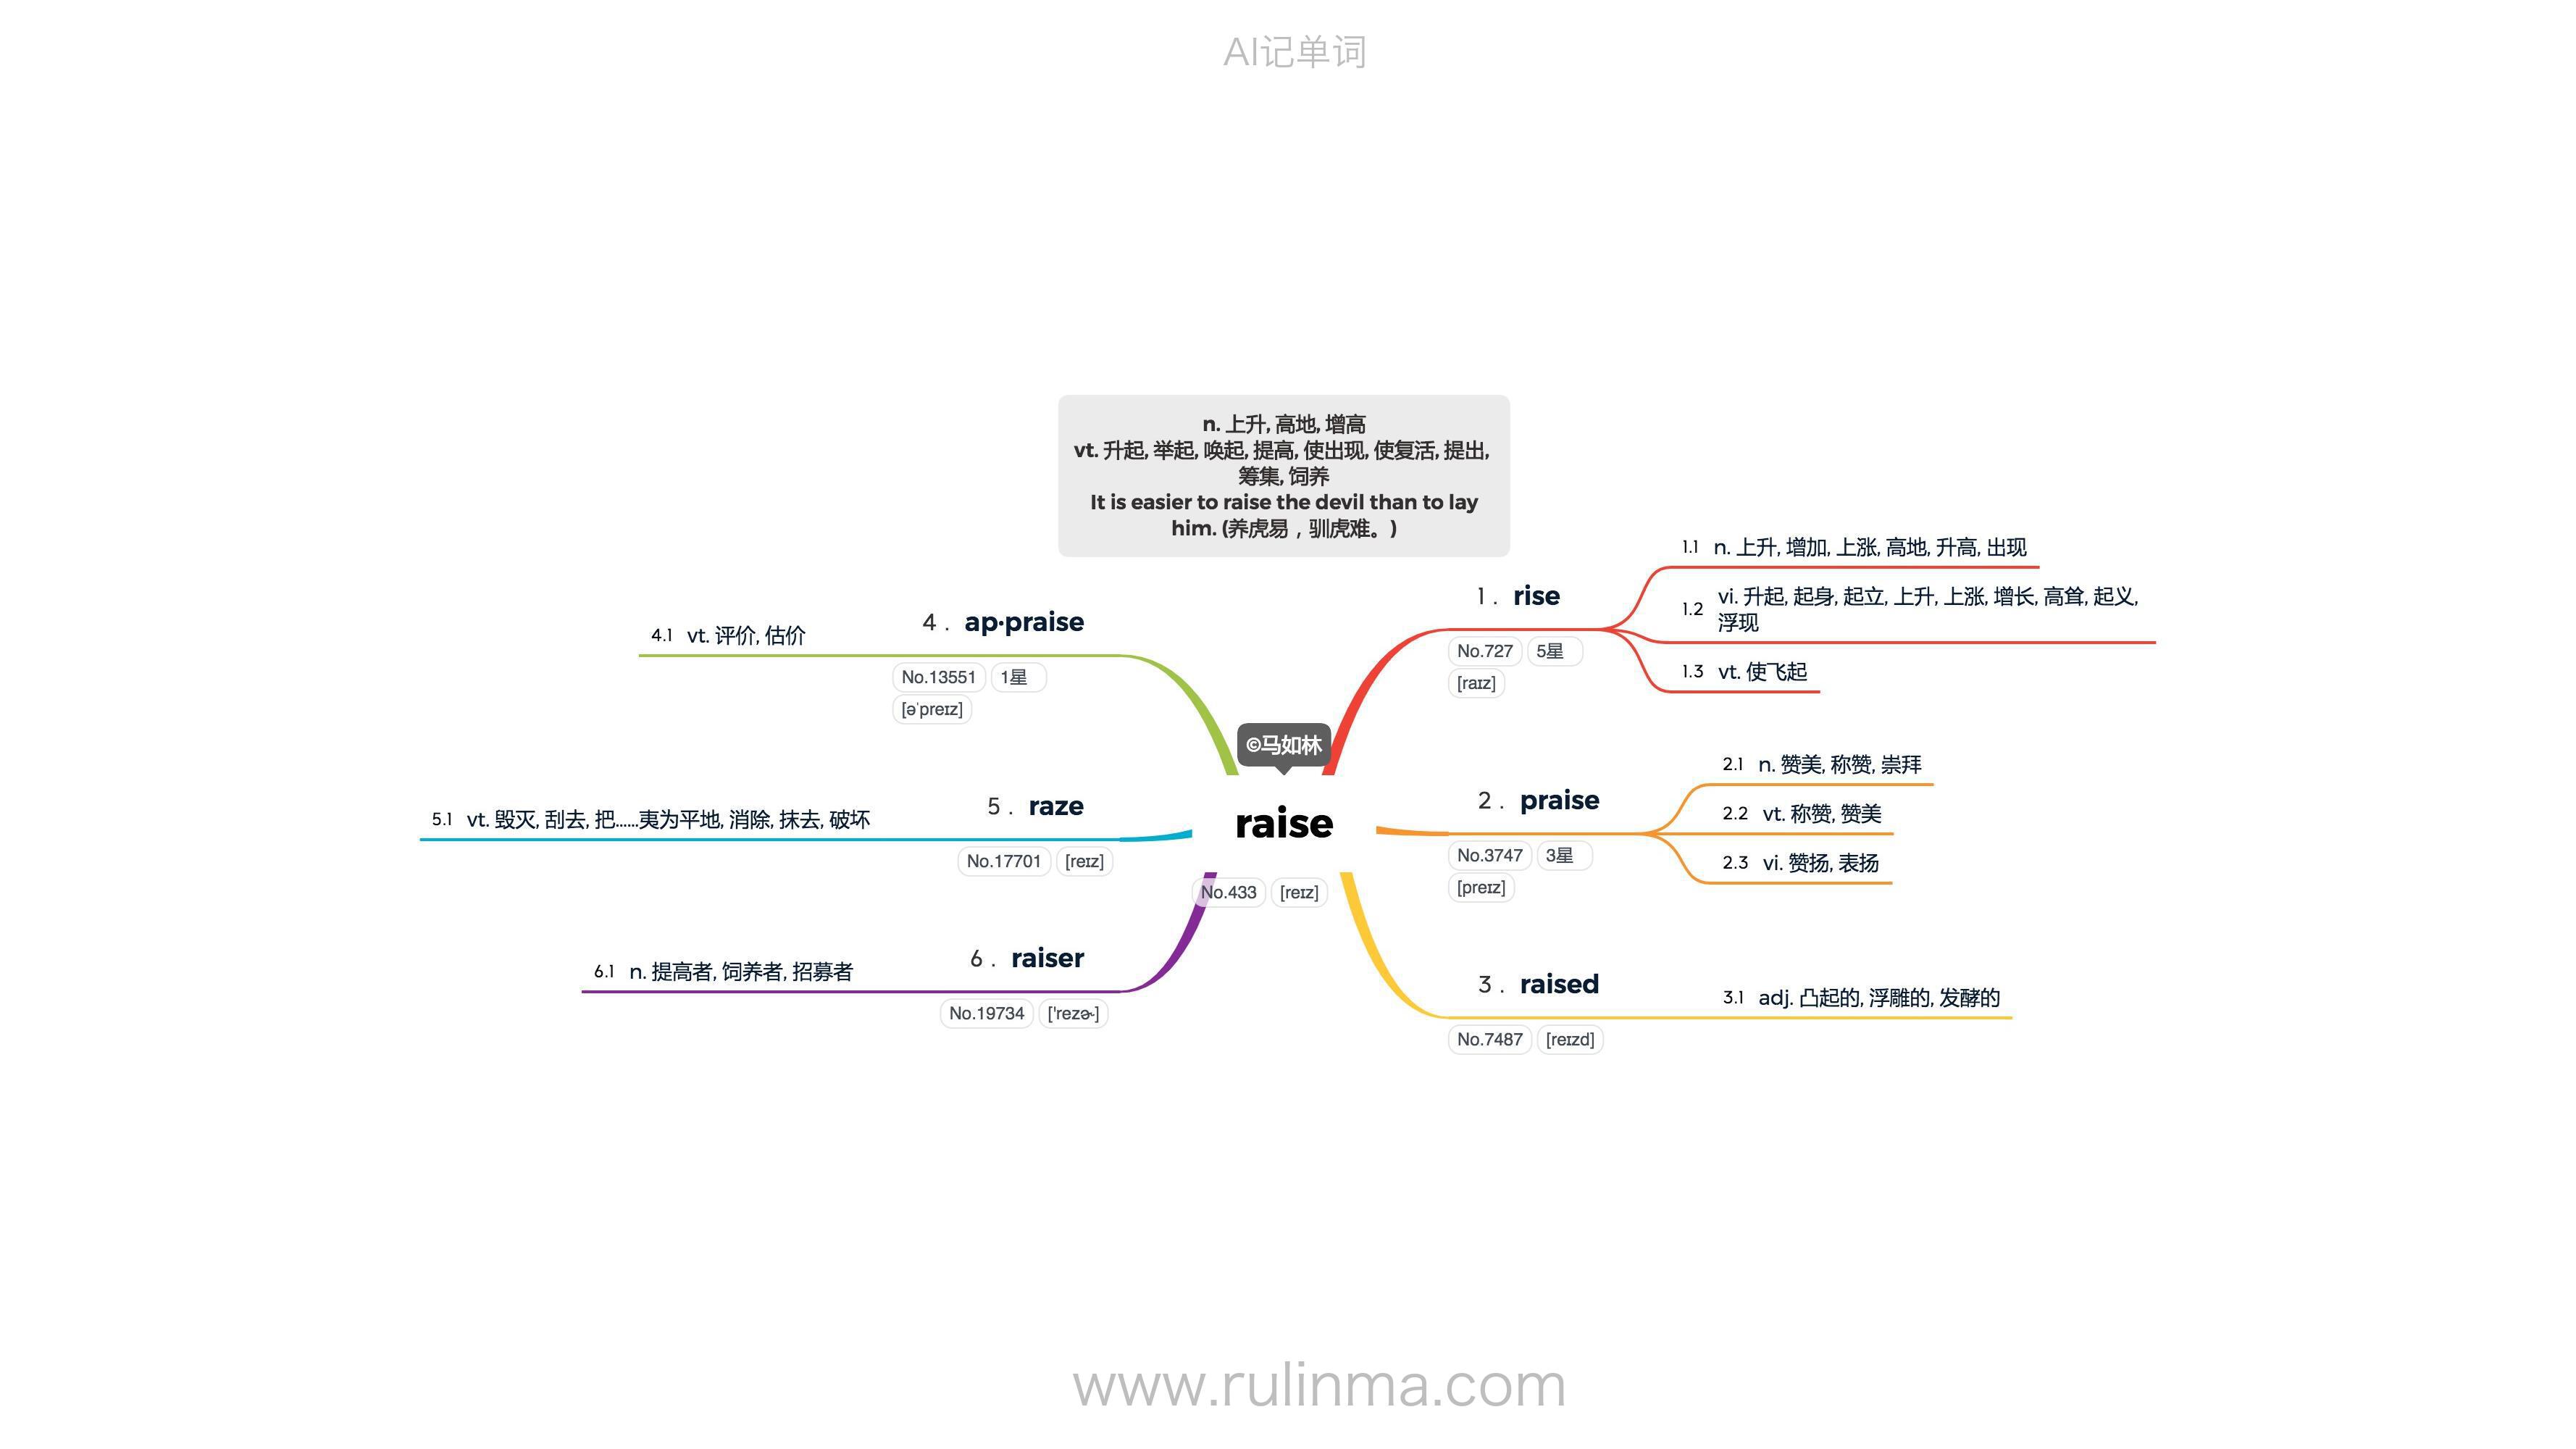 AI记单词
n. 上升, 高地, 增高
vt. 升起, 举起, 唤起, 提高, 使出现, 使复活, 提出,
筹集, 饲养
It is easier to raise the devil than to lay
him. (养虎易，驯虎难。)
©马如林
raise
No.433 [reɪz]
1. rise
No.727 5星
[raɪz]
1.1 n. 上升, 增加, 上涨, 高地, 升高, 出现
1.2 vi. 升起, 起身, 起立, 上升, 上涨, 增长, 高耸, 起义,
浮现
1.3 vt. 使飞起
2. praise
No.3747 3星
[preɪz]
2.1 n. 赞美, 称赞, 崇拜
2.2 vt. 称赞, 赞美
2.3 vi. 赞扬, 表扬
3. raised
No.7487 [reɪzd]
3.1 adj. 凸起的, 浮雕的, 发酵的
4. ap·praise
No.13551 1星
[əˈpreɪz]
4.1 vt. 评价, 估价
5. raze
No.17701 [reɪz]
5.1 vt. 毁灭, 刮去, 把……夷为平地, 消除, 抹去, 破坏
6. raiser
No.19734 ['rezɚ]
6.1 n. 提高者, 饲养者, 招募者
www.rulinma.com